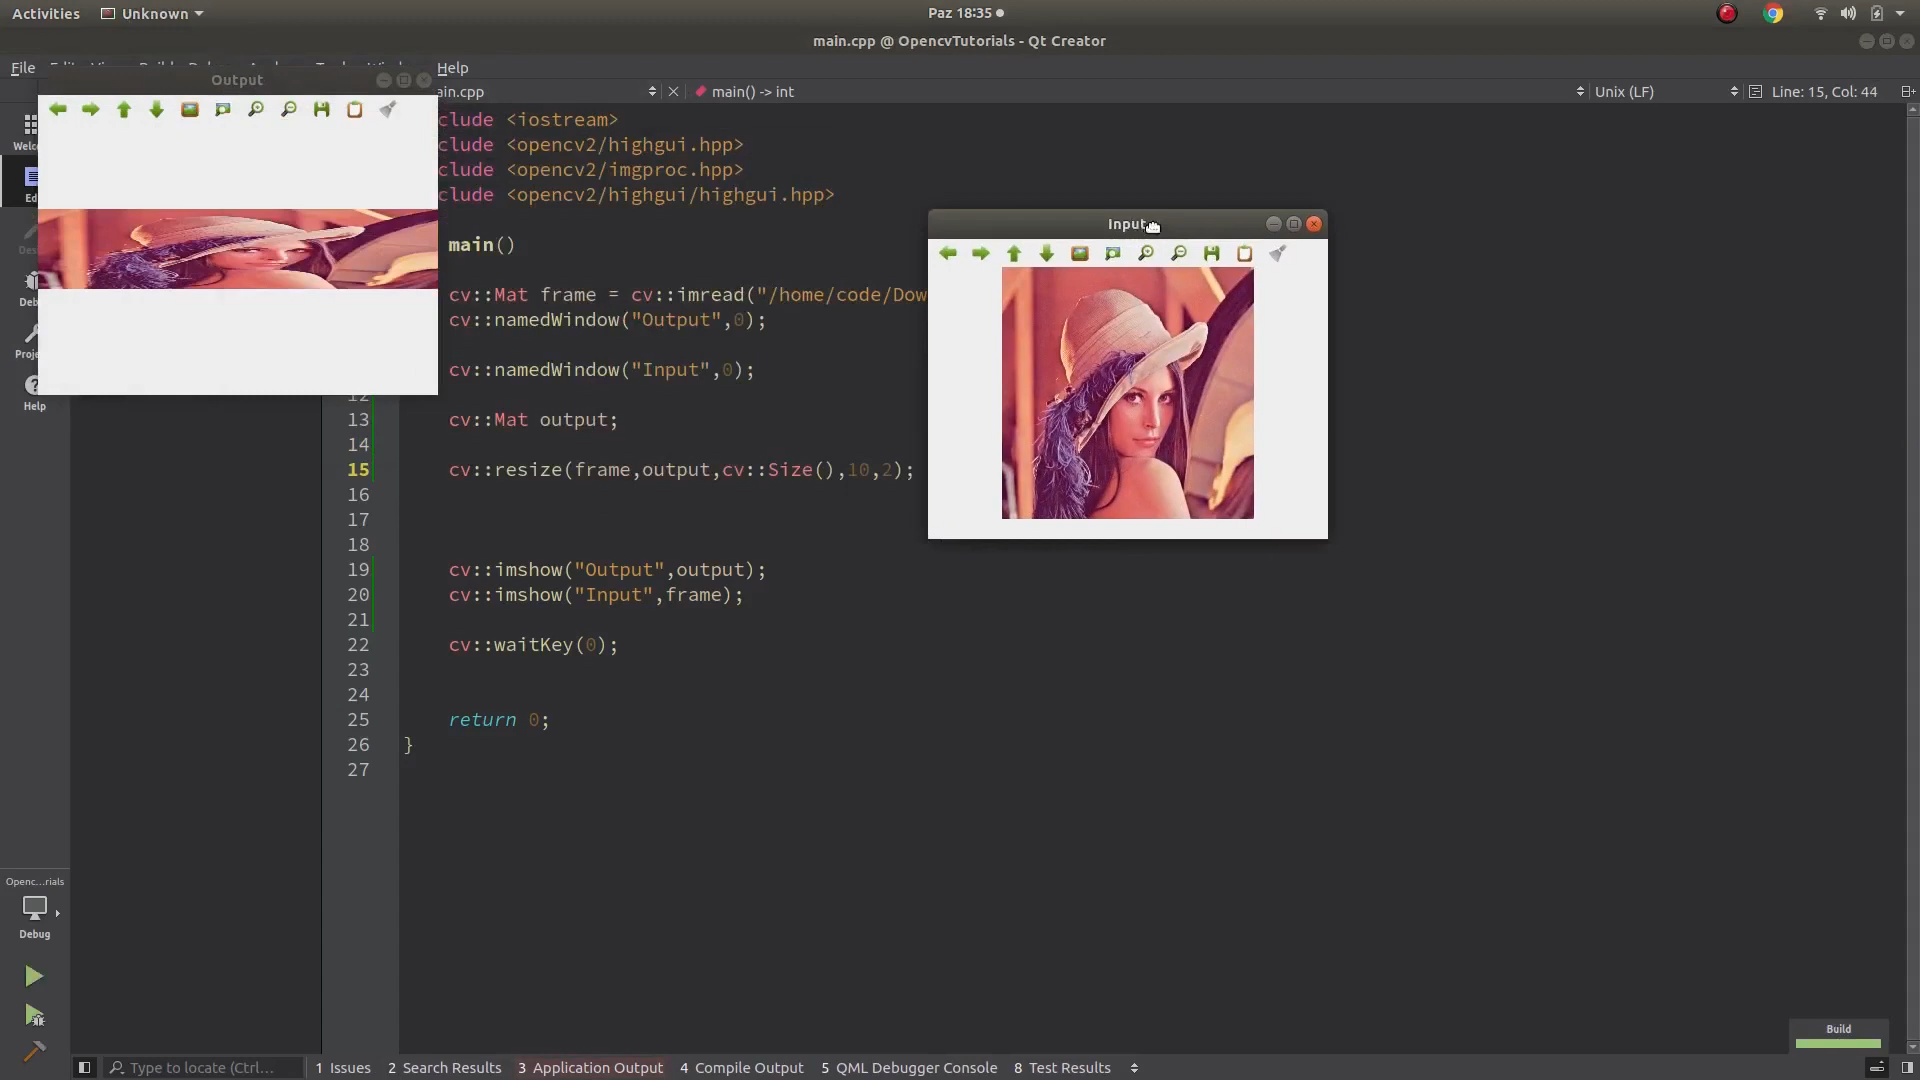 Activities Unknown Paz 18:35
main.cpp @ OpencvTutorials - Qt Creator
File Help
Output
ain.cpp main() -> int Unix (LF) Line: 15, Col: 44
clude <iostream>
Welc
clude <opencv2/highgui.hpp>
clude <opencv2/imgproc.hpp>
Ed
clude <opencv2/highgui/highgui.hpp>
Input
main()
Des
Deb
cv::Mat frame = cv::imread("/home/code/Dow
cv::namedWindow("Output",0);
Proje
cv::namedWindow("Input",0);
12
Help
13 cv::Mat output;
14
15 cv::resize(frame,output,cv::Size(),10,2);
16
17
18
19 cv::imshow("Output",output);
20 cv::imshow("Input",frame);
21
22 cv::waitKey(0);
23
24
25 return 0;
26 }
27
Openc...rials
Debug
Build
Type to locate (Ctrl... 1 Issues 2 Search Results 3 Application Output 4 Compile Output 5 QML Debugger Console 8 Test Results